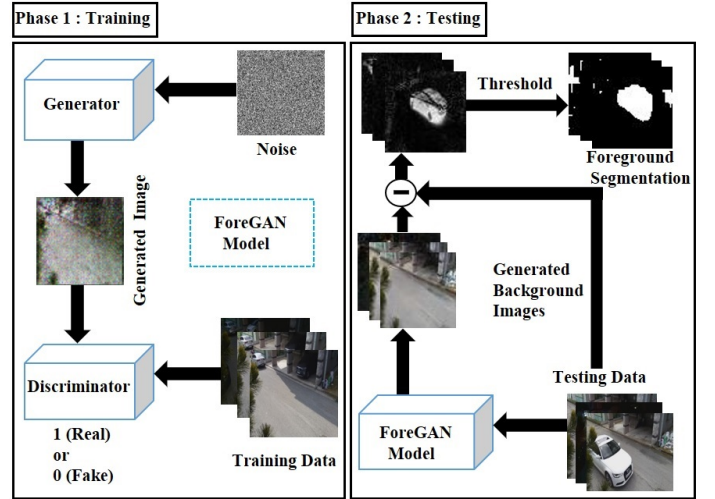 Phase 1 : Training
Generator
Noise
Generated Image
ForeGAN
Model
Discriminator
1 (Real)
or
0 (Fake)
Training Data
Phase 2 : Testing
Threshold
Foreground
Segmentation
Generated
Background
Images
Testing Data
ForeGAN
Model